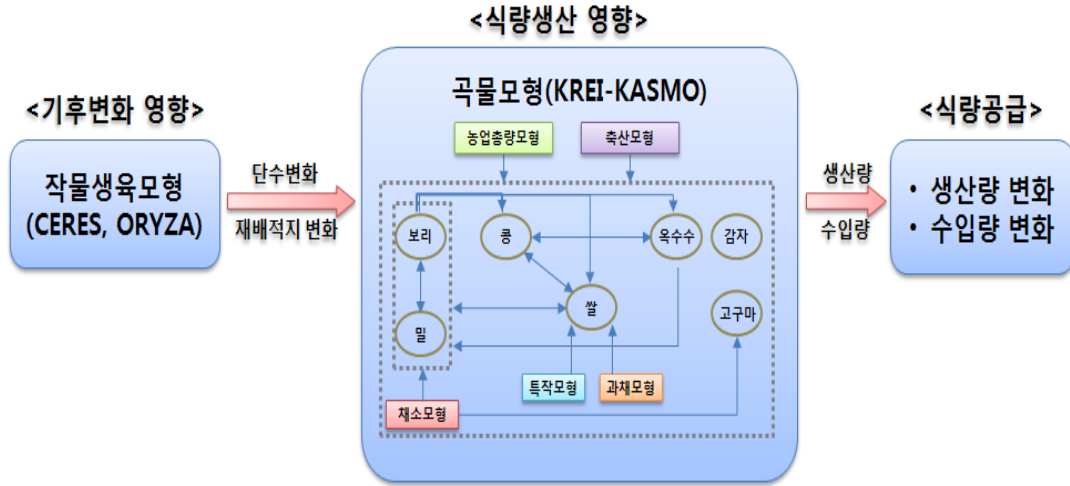 <식량생산 영향>
<기후변화 영향>
작물생육모형
(CERES, ORYZA)
단수변화
재배적지 변화
곡물모형(KREI-KASMO)
농업총량모형
축산모형
보리
콩
옥수수
감자
쌀
밀
고구마
특작모형
과채모형
채소모형
생산량
수입량
<식량공급>
• 생산량 변화
• 수입량 변화